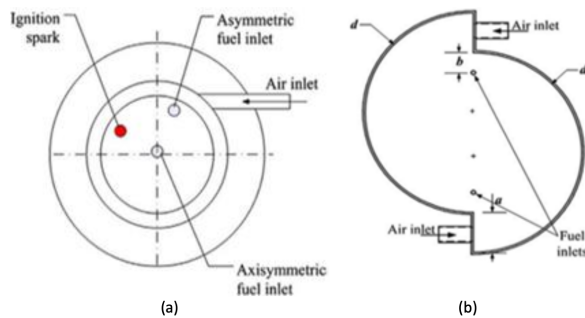 Ignition
spark
Asymmetric
fuel inlet
Air inlet
Axisymmetric
fuel inlet
(a)
d
Air inlet
b
d
a
Air inlet
Fuel
inlets
(b)